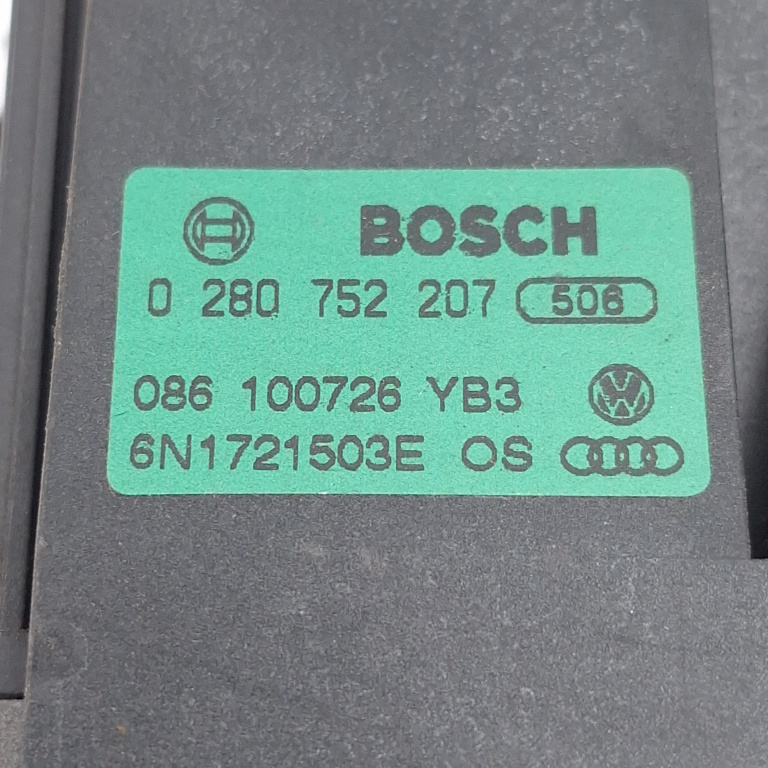 BOSCH
0 280 752 207 506
086 100726 YB3
6N1721503E OS